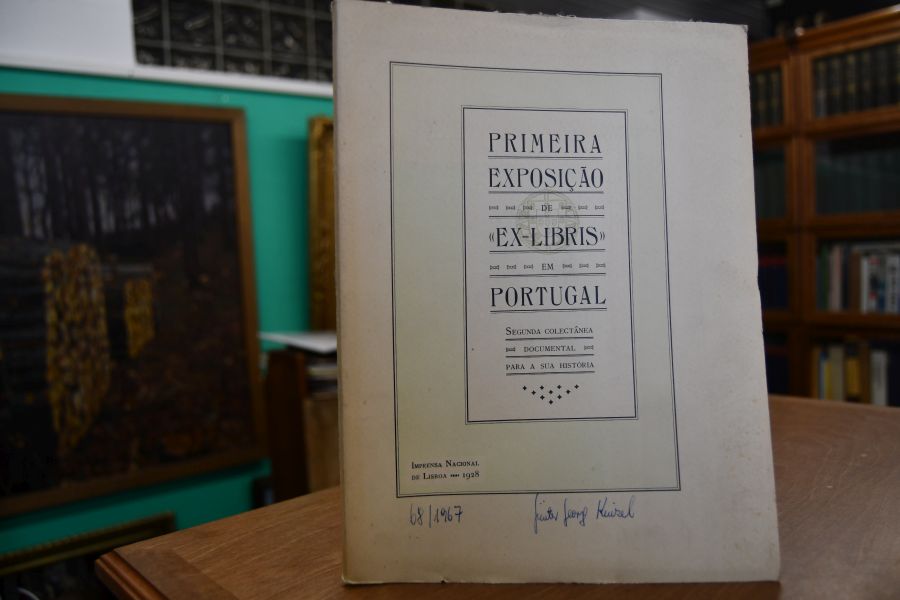 PRIMEIRA
EXPOSIÇÃO
DE
«EX-LIBRIS»
EM
PORTUGAL
SEGUNDA COLECTÂNEA
DOCUMENTAL
PARA A SUA HISTÓRIA
IMPRENSA NACIONAL
DE LISBOA •••• 1928
68/1967 Georg